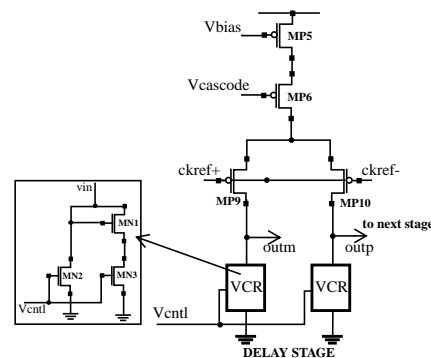 Vbias
MP5
Vcascode
MP6
ckref+
ckref-
MP9
MP10
vin
MN1
MN2
MN3
Vcntl
to next stage
outm
outp
VCR
VCR
Vcntl
DELAY STAGE